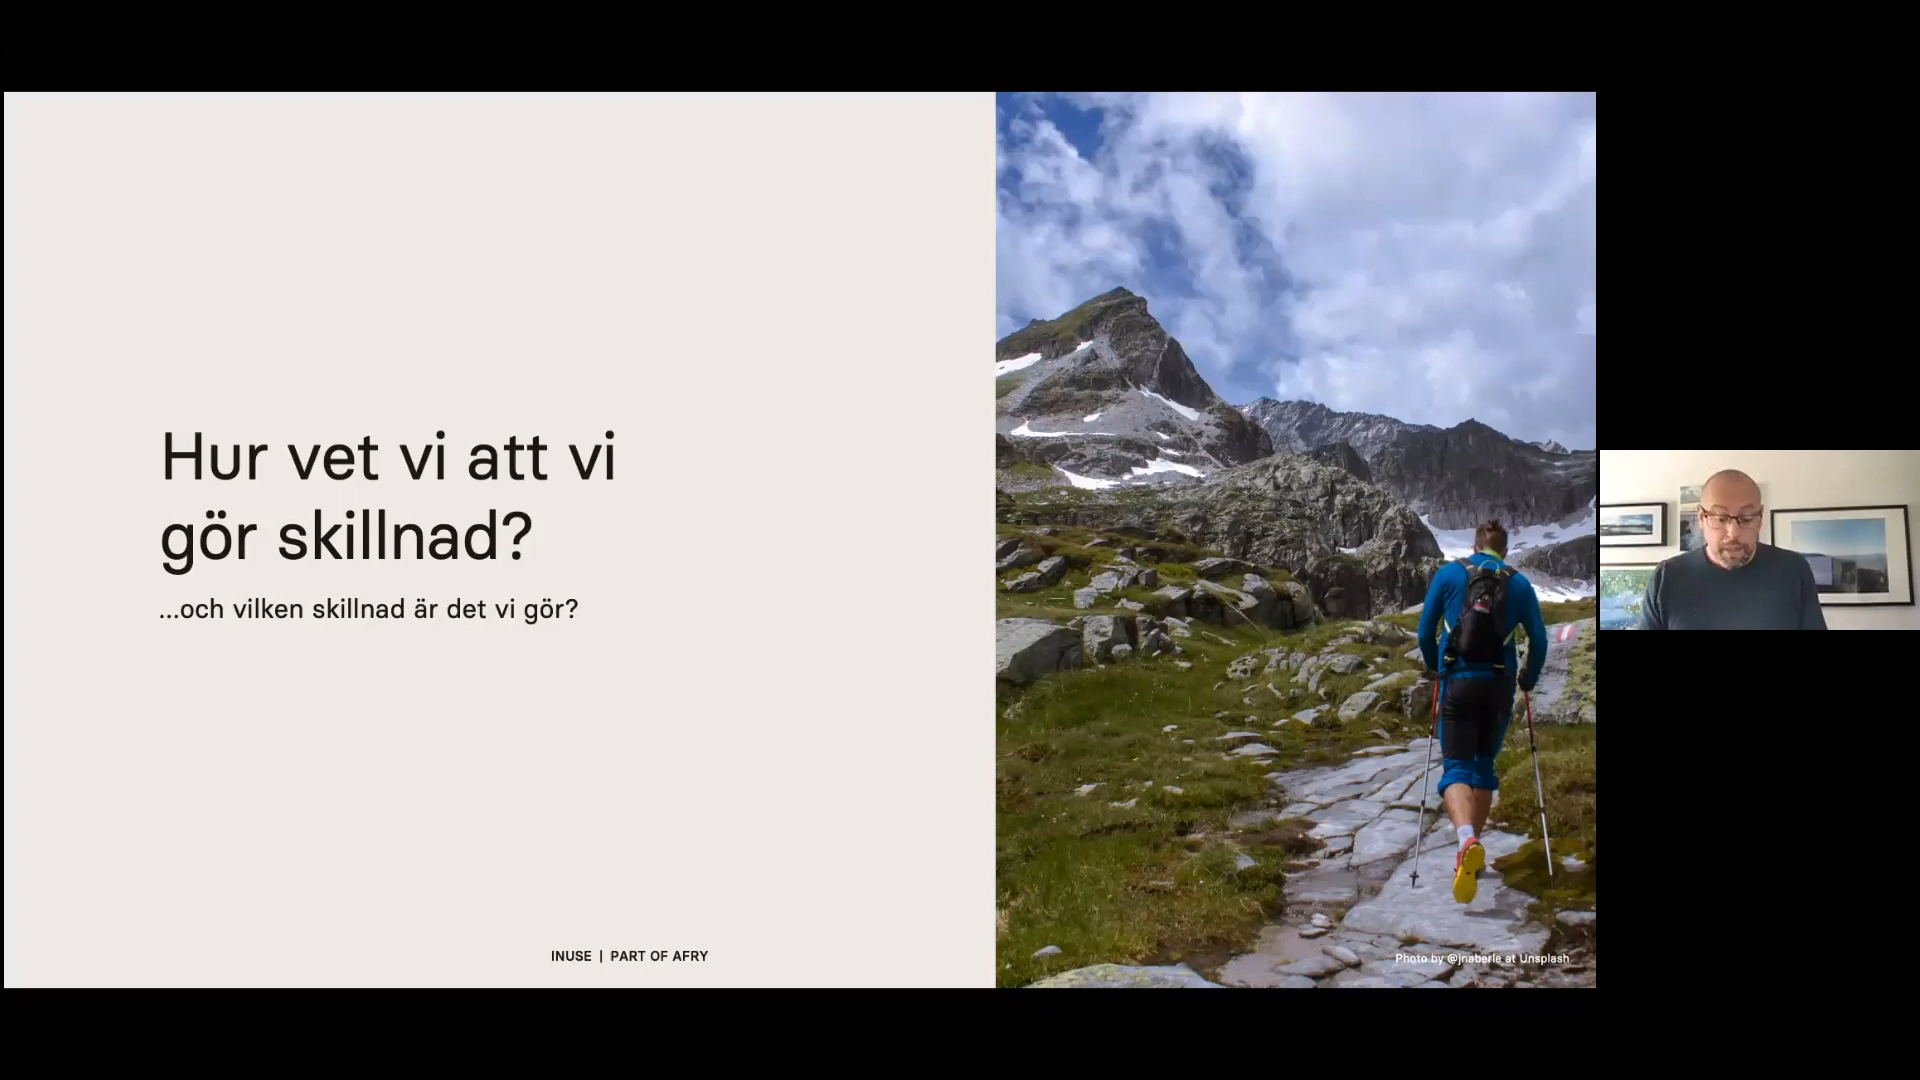 Hur vet vi att vi
gör skillnad?
...och vilken skillnad är det vi gör?
INUSE | PART OF AFRY
Photo by @jnaberle at Unsplash